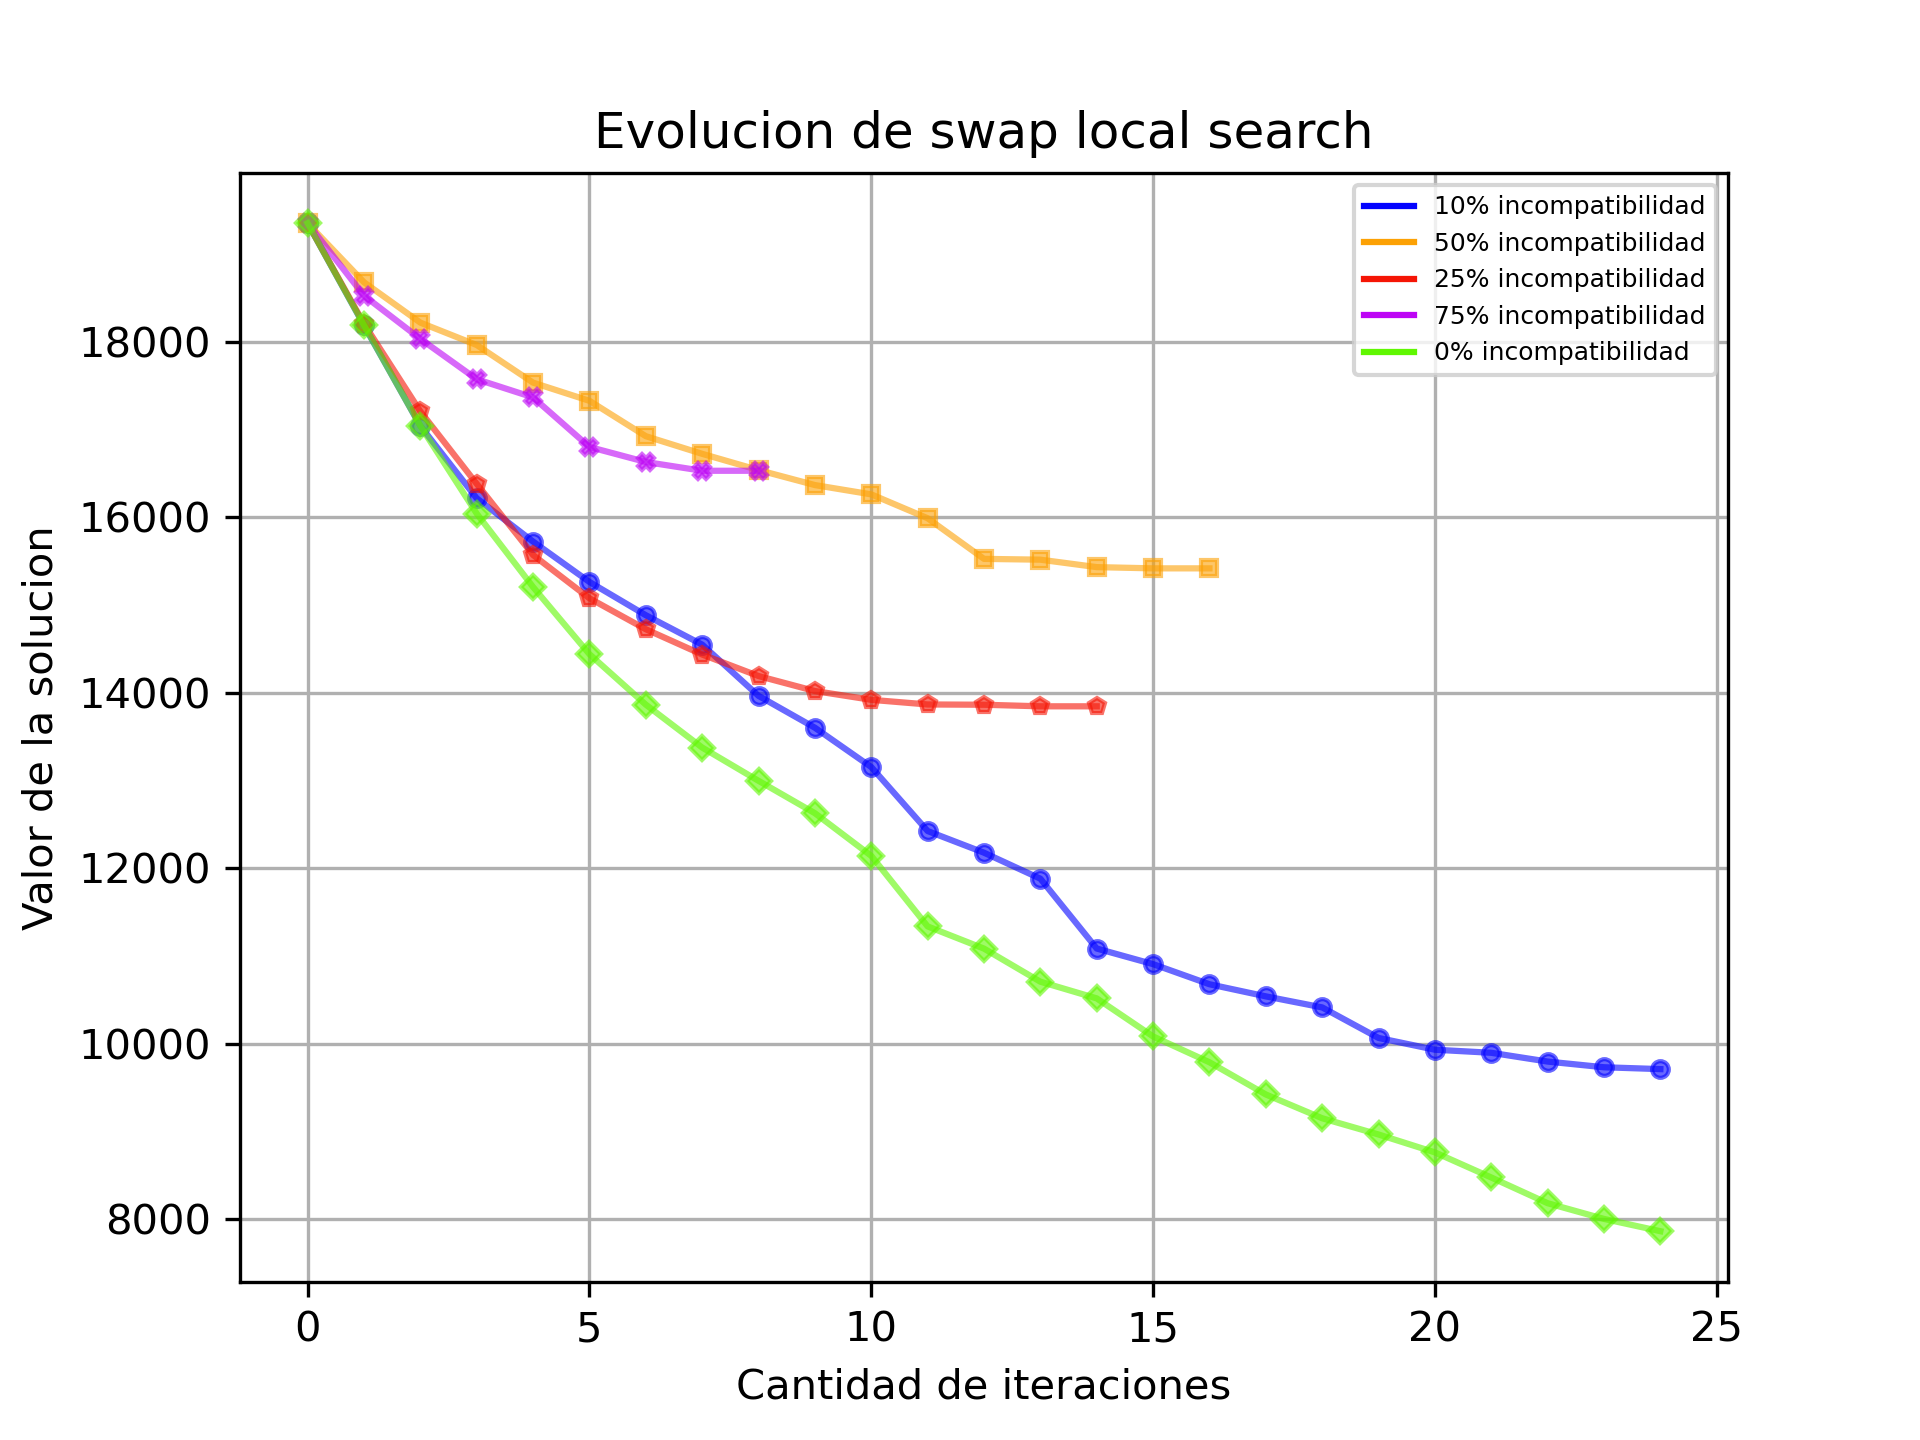 Evolucion de swap local search
10% incompatibilidad
50% incompatibilidad
25% incompatibilidad
75% incompatibilidad
0% incompatibilidad
Valor de la solucion
18000
16000
14000
12000
10000
8000
0 5 10 15 20 25
Cantidad de iteraciones